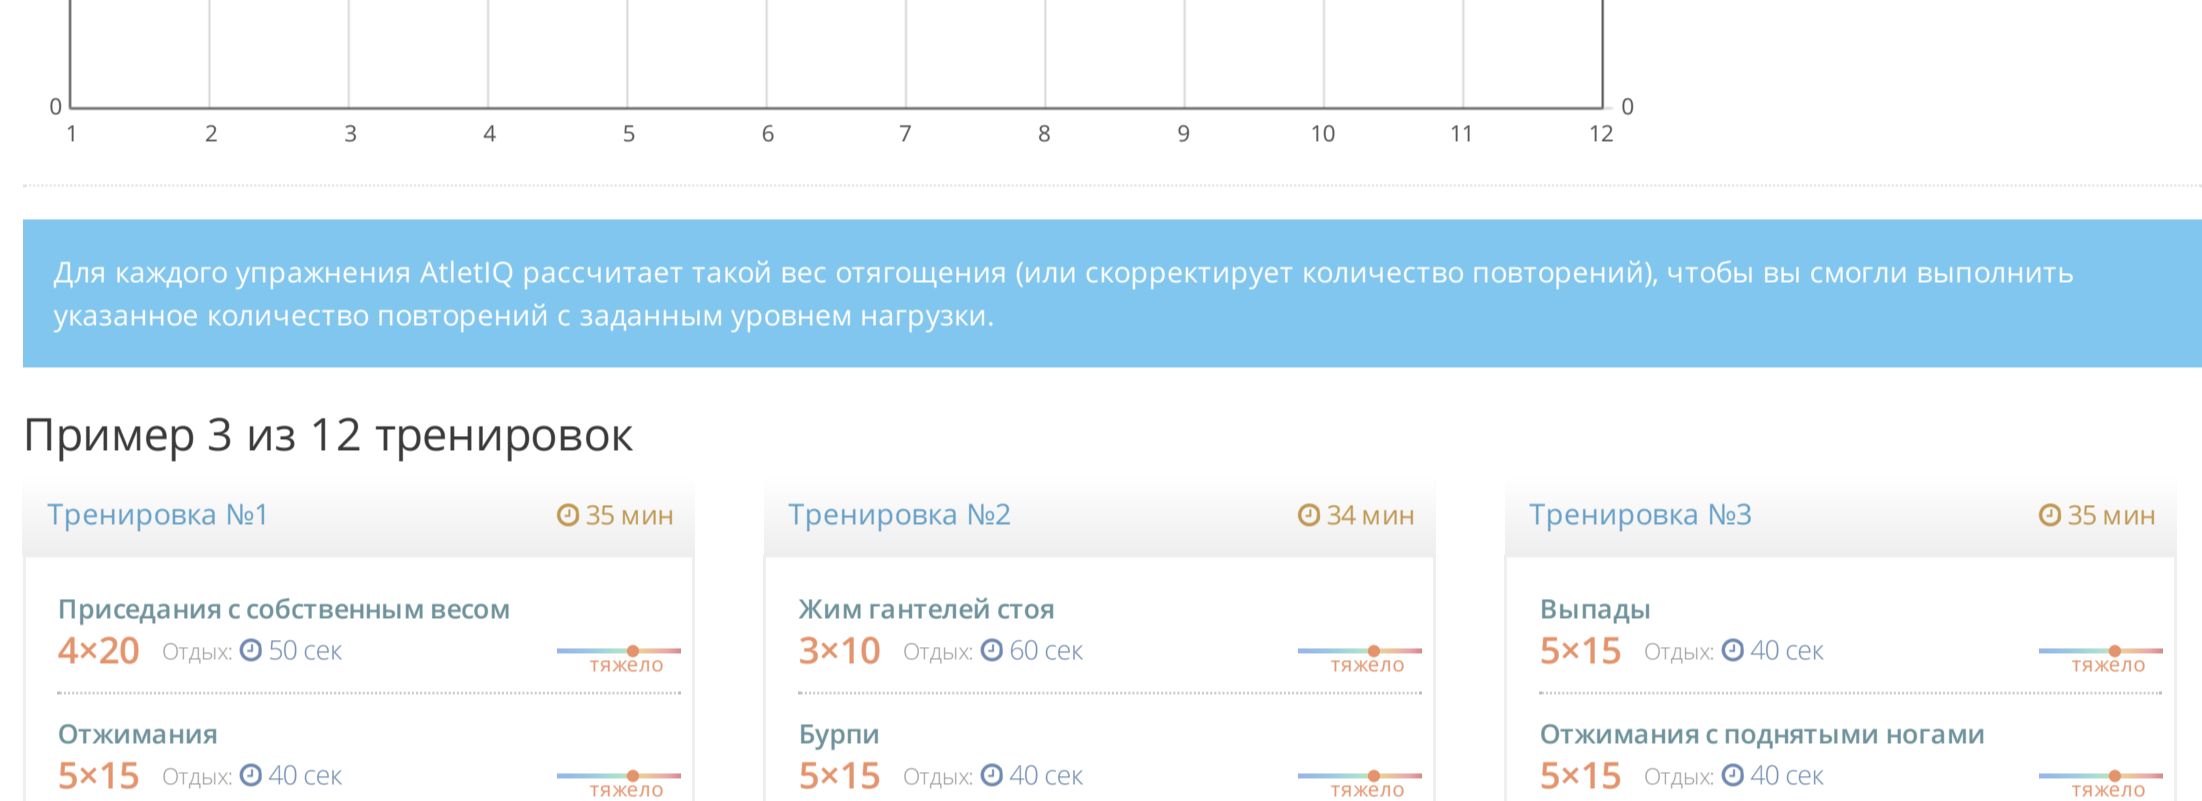 0 0
1 2 3 4 5 6 7 8 9 10 11 12
Для каждого упражнения AtletIQ рассчитает такой вес отягощения (или скорректирует количество повторений), чтобы вы смогли выполнить
указанное количество повторений с заданным уровнем нагрузки.
Пример 3 из 12 тренировок
Тренировка №1 35 мин
Приседания с собственным весом
4×20 Отдых: 50 сек
тяжело
Отжимания
5×15 Отдых: 40 сек
тяжело
Тренировка №2 34 мин
Жим гантелей стоя
3×10 Отдых: 60 сек
тяжело
Бурпи
5×15 Отдых: 40 сек
тяжело
Тренировка №3 35 мин
Выпады
5×15 Отдых: 40 сек
тяжело
Отжимания с поднятыми ногами
5×15 Отдых: 40 сек
тяжело